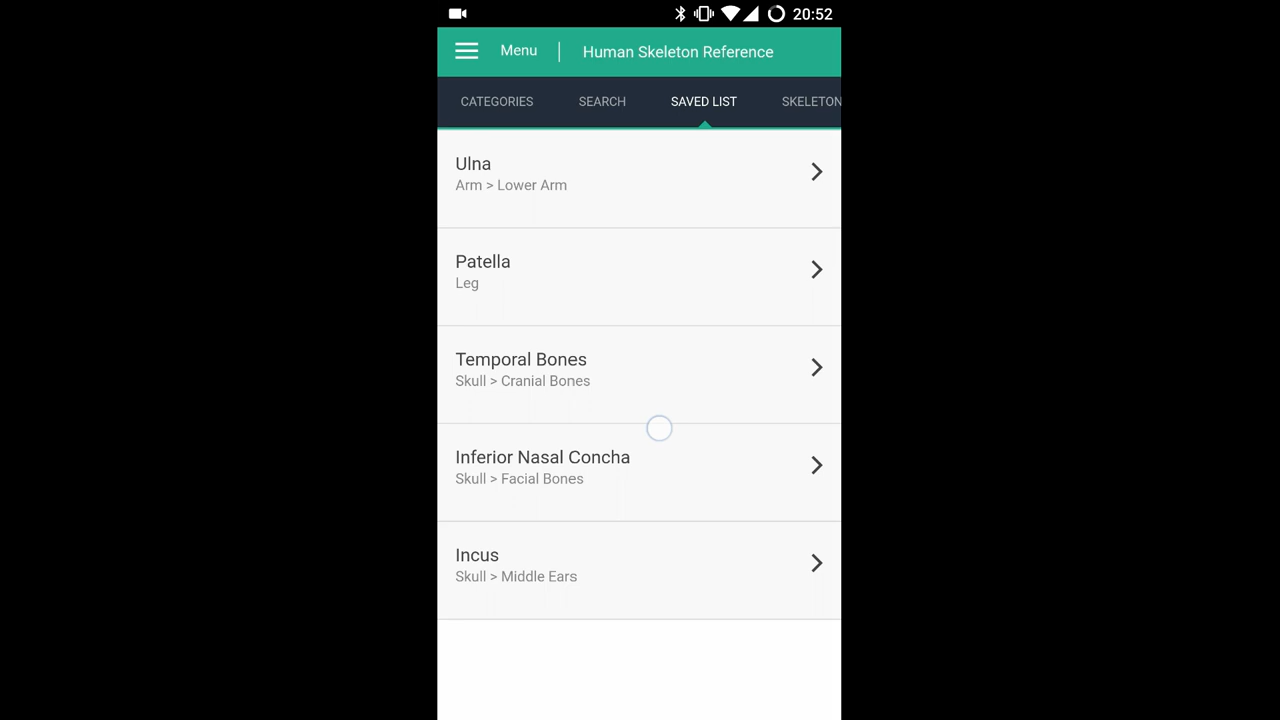 20:52
Menu | Human Skeleton Reference
CATEGORIES SEARCH SAVED LIST SKELETON
Ulna
Arm > Lower Arm
Patella
Leg
Temporal Bones
Skull > Cranial Bones
Inferior Nasal Concha
Skull > Facial Bones
Incus
Skull > Middle Ears